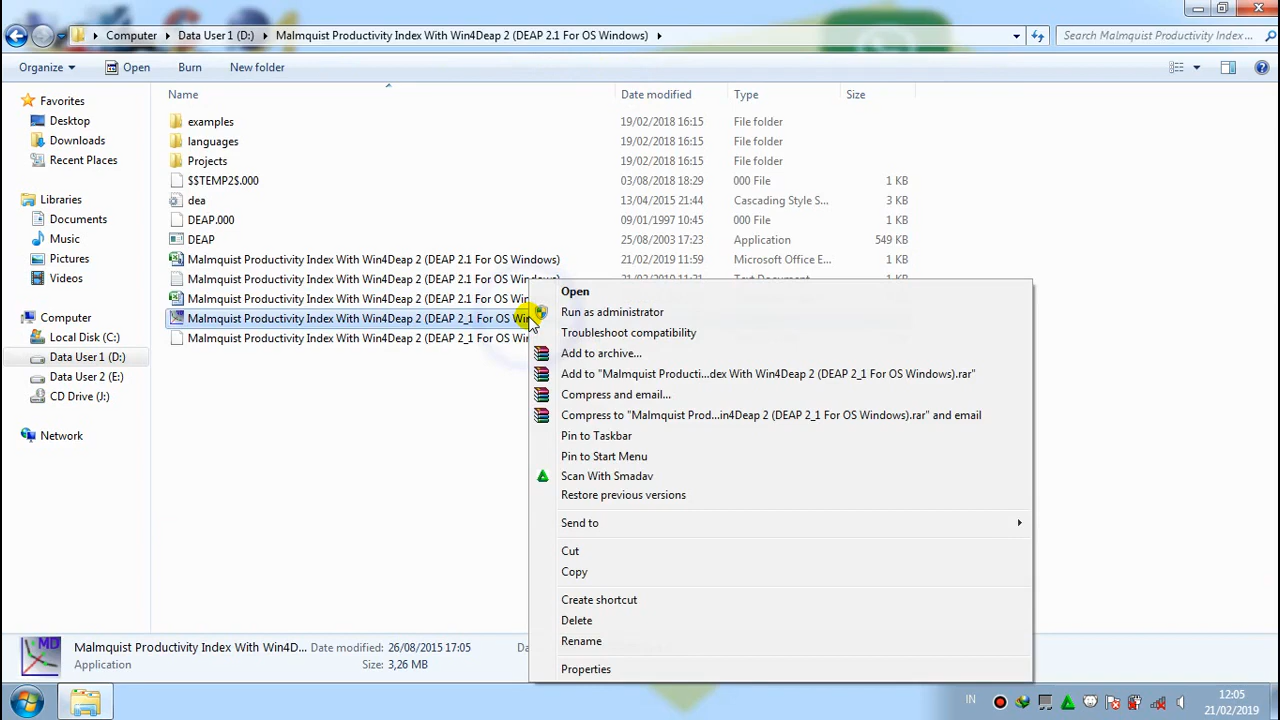 Computer
Data User 1 (D:)
Malmquist Productivity Index With Win4Deap 2 (DEAP 2.1 For OS Windows)
Search Malmquist Productivity Index ...
Organize
Open
Burn
New folder
Name
Date modified
Type
Size
Favorites
Desktop
Downloads
Recent Places
Libraries
Documents
Music
Pictures
Videos
Computer
Local Disk (C:)
Data User 1 (D:)
Data User 2 (E:)
CD Drive (J:)
Network
examples 19/02/2018 16:15 File folder
languages 19/02/2018 16:15 File folder
Projects 19/02/2018 16:15 File folder
$$TEMP2$.000 03/08/2018 18:29 000 File 1 KB
dea 13/04/2015 21:44 Cascading Style S... 3 KB
DEAP.000 09/01/1997 10:45 000 File 1 KB
DEAP 25/08/2003 17:23 Application 549 KB
Malmquist Productivity Index With Win4Deap 2 (DEAP 2.1 For OS Windows) 21/02/2019 11:59 Microsoft Office E... 1 KB
Malmquist Productivity Index With Win4Deap 2 (DEAP 2.1 For OS Windows)
Malmquist Productivity Index With Win4Deap 2 (DEAP 2.1 For OS Win
Malmquist Productivity Index With Win4Deap 2 (DEAP 2_1 For OS Win
Malmquist Productivity Index With Win4Deap 2 (DEAP 2_1 For OS Win
Open
Run as administrator
Troubleshoot compatibility
Add to archive...
Add to "Malmquist Producti...dex With Win4Deap 2 (DEAP 2_1 For OS Windows).rar"
Compress and email...
Compress to "Malmquist Prod...in4Deap 2 (DEAP 2_1 For OS Windows).rar" and email
Pin to Taskbar
Pin to Start Menu
Scan With Smadav
Restore previous versions
Send to
Cut
Copy
Create shortcut
Delete
Rename
Properties
MD
Malmquist Productivity Index With Win4D... Date modified: 26/08/2015 17:05
Application Size: 3,26 MB
IN
12:05
21/02/2019